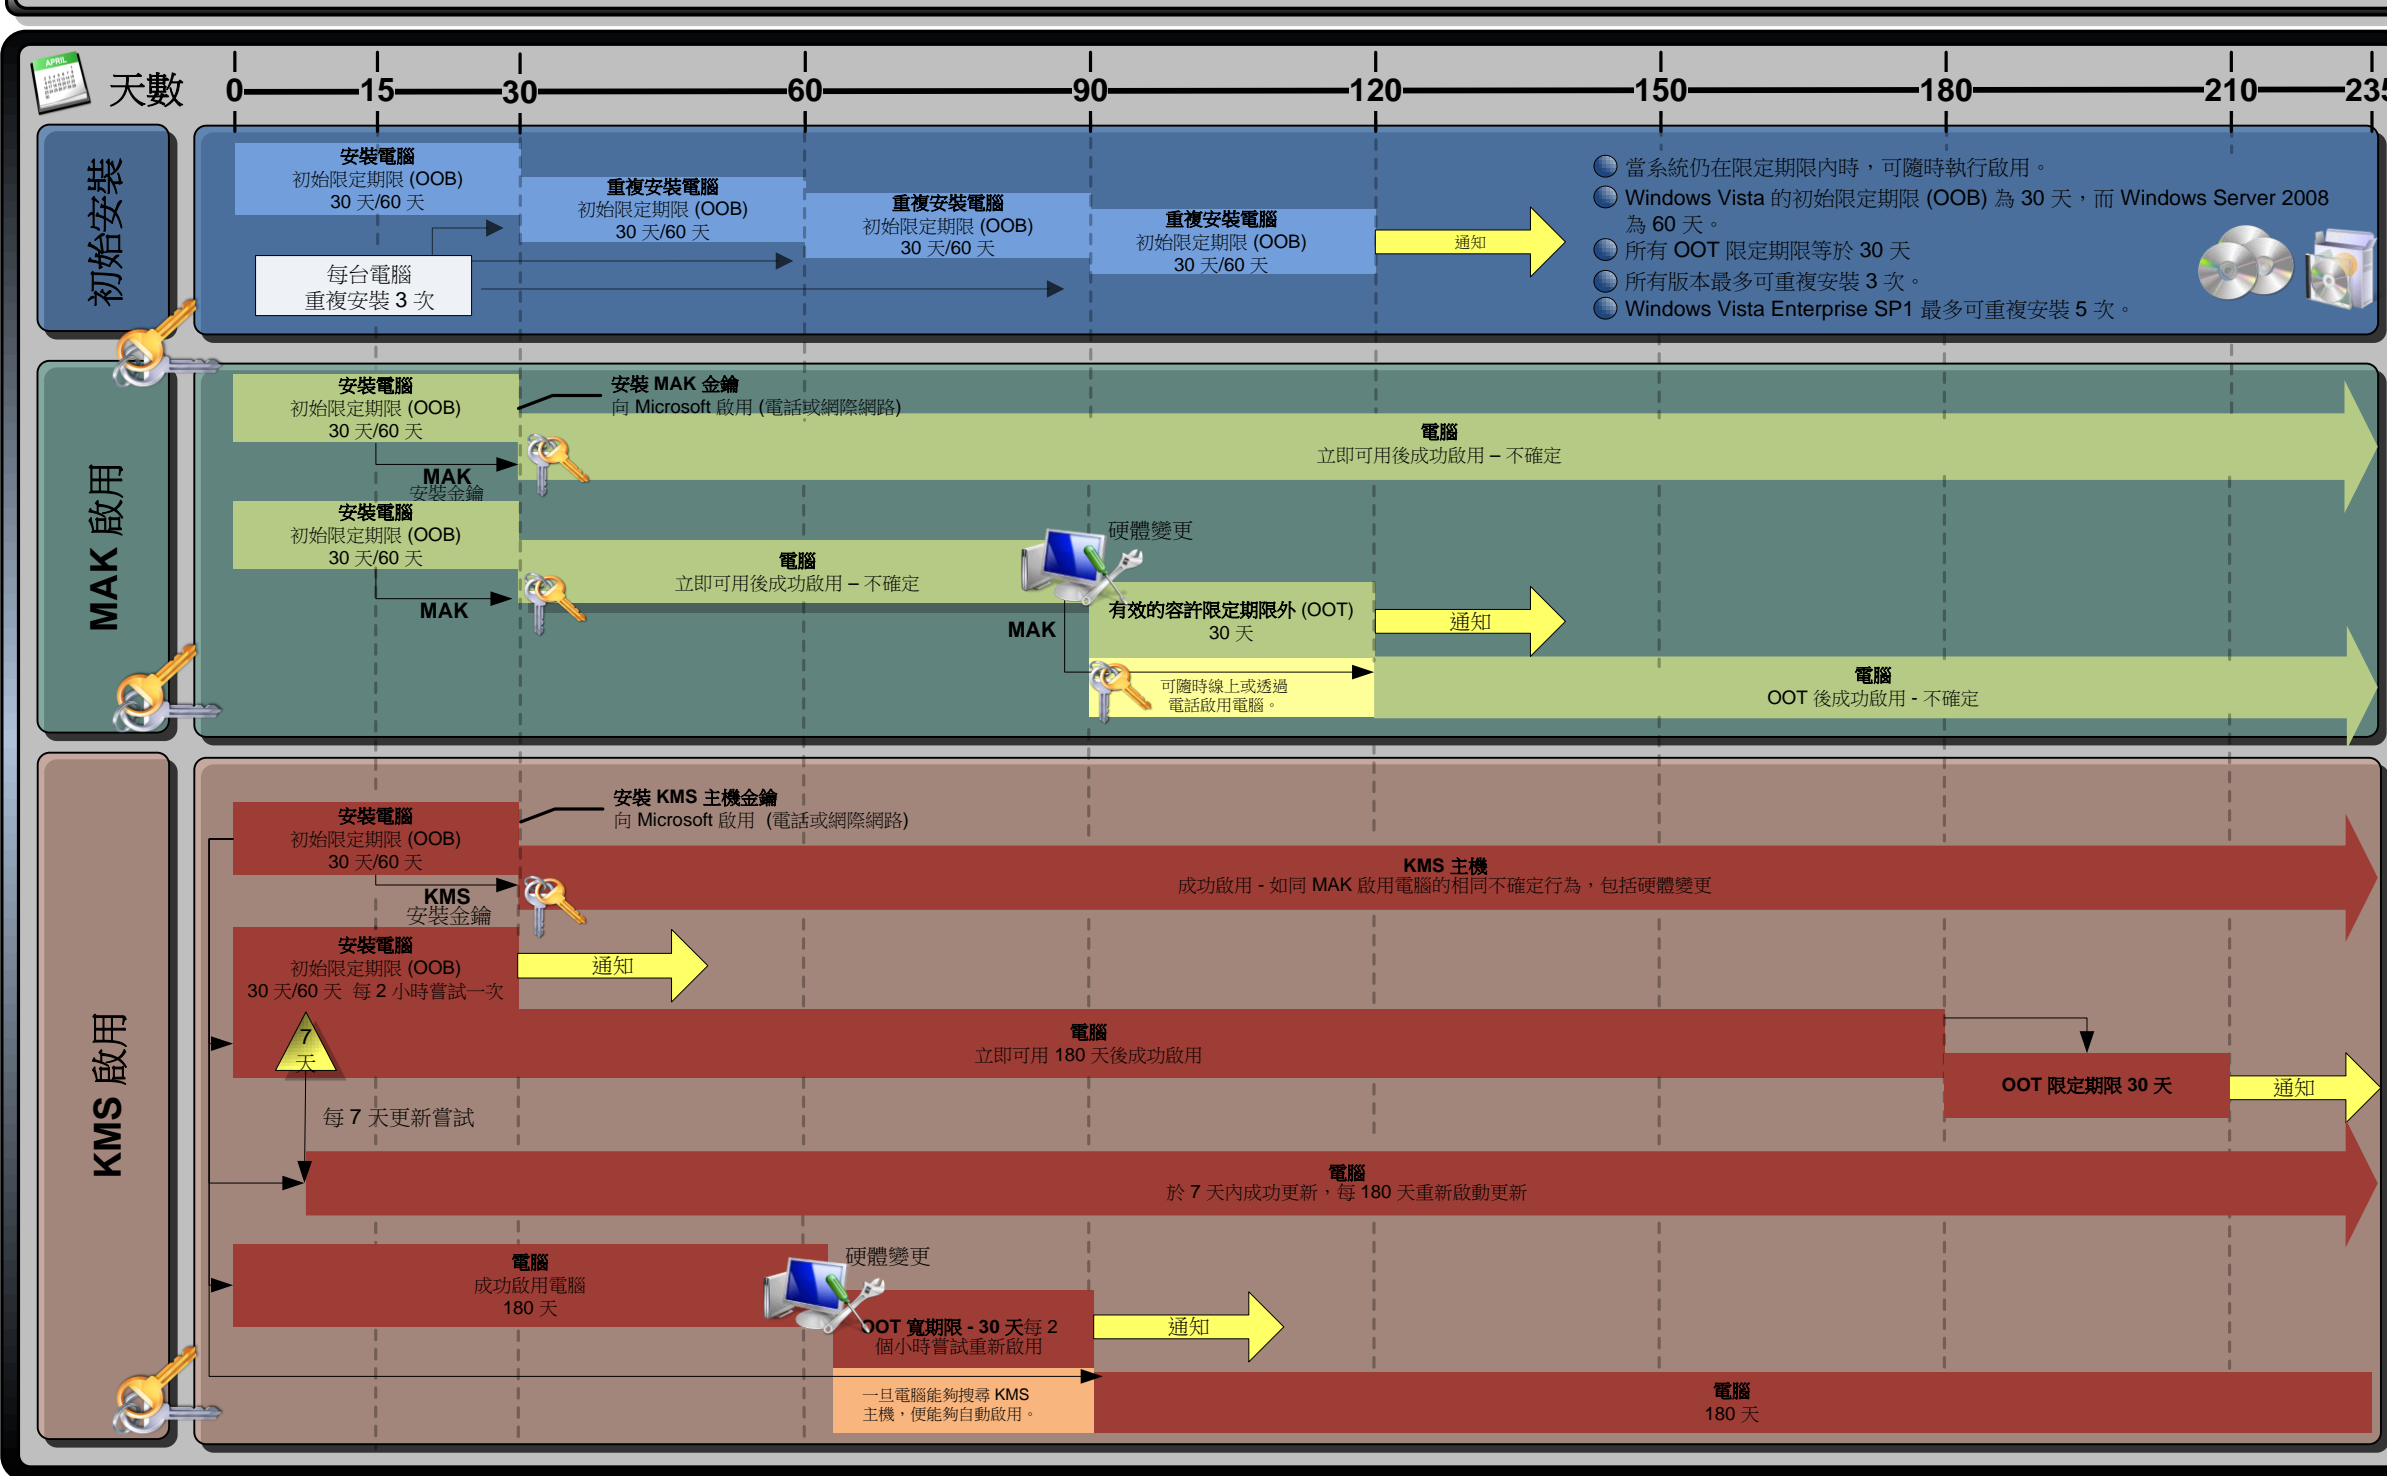 APRIL
天數
0 15 30 60 90 120 150 180 210 235
初始安裝
安裝電腦
初始限定期限 (OOB)
30 天/60 天
重複安裝電腦
初始限定期限 (OOB)
30 天/60 天
重複安裝電腦
初始限定期限 (OOB)
30 天/60 天
重複安裝電腦
初始限定期限 (OOB)
30 天/60 天
每台電腦
重複安裝 3 次
通知
當系統仍在限定期限內時，可隨時執行啟用。
Windows Vista 的初始限定期限 (OOB) 為 30 天，而 Windows Server 2008
為 60 天。
所有 OOT 限定期限等於 30 天
所有版本最多可重複安裝 3 次。
Windows Vista Enterprise SP1 最多可重複安裝 5 次。
MAK 啟用
安裝電腦
初始限定期限 (OOB)
30 天/60 天
安裝 MAK 金鑰
向 Microsoft 啟用 (電話或網際網路)
MAK
安裝金鑰
電腦
立即可用後成功啟用 – 不確定
安裝電腦
初始限定期限 (OOB)
30 天/60 天
MAK
電腦
立即可用後成功啟用 – 不確定
硬體變更
MAK
有效的容許限定期限外 (OOT)
30 天
通知
可隨時線上或透過
電話啟用電腦。
電腦
OOT 後成功啟用 - 不確定
KMS 啟用
安裝電腦
初始限定期限 (OOB)
30 天/60 天
安裝 KMS 主機金鑰
向 Microsoft 啟用 (電話或網際網路)
KMS
安裝金鑰
KMS 主機
成功啟用 - 如同 MAK 啟用電腦的相同不確定行為，包括硬體變更
安裝電腦
初始限定期限 (OOB)
30 天/60 天 每 2 小時嘗試一次
通知
7
天
電腦
立即可用 180 天後成功啟用
OOT 限定期限 30 天
通知
每 7 天更新嘗試
電腦
於 7 天內成功更新，每 180 天重新啟動更新
電腦
成功啟用電腦
180 天
硬體變更
OOT 寬期限 - 30 天每 2
個小時嘗試重新啟用
通知
一旦電腦能夠搜尋 KMS
主機，便能夠自動啟用。
電腦
180 天